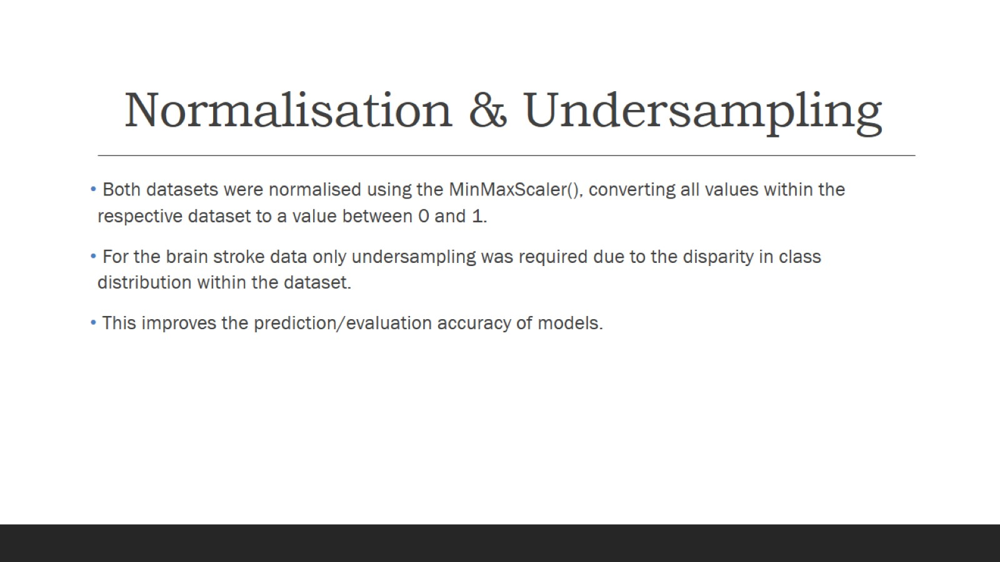 Normalisation & Undersampling
• Both datasets were normalised using the MinMaxScaler(), converting all values within the
respective dataset to a value between 0 and 1.
• For the brain stroke data only undersampling was required due to the disparity in class
distribution within the dataset.
• This improves the prediction/evaluation accuracy of models.